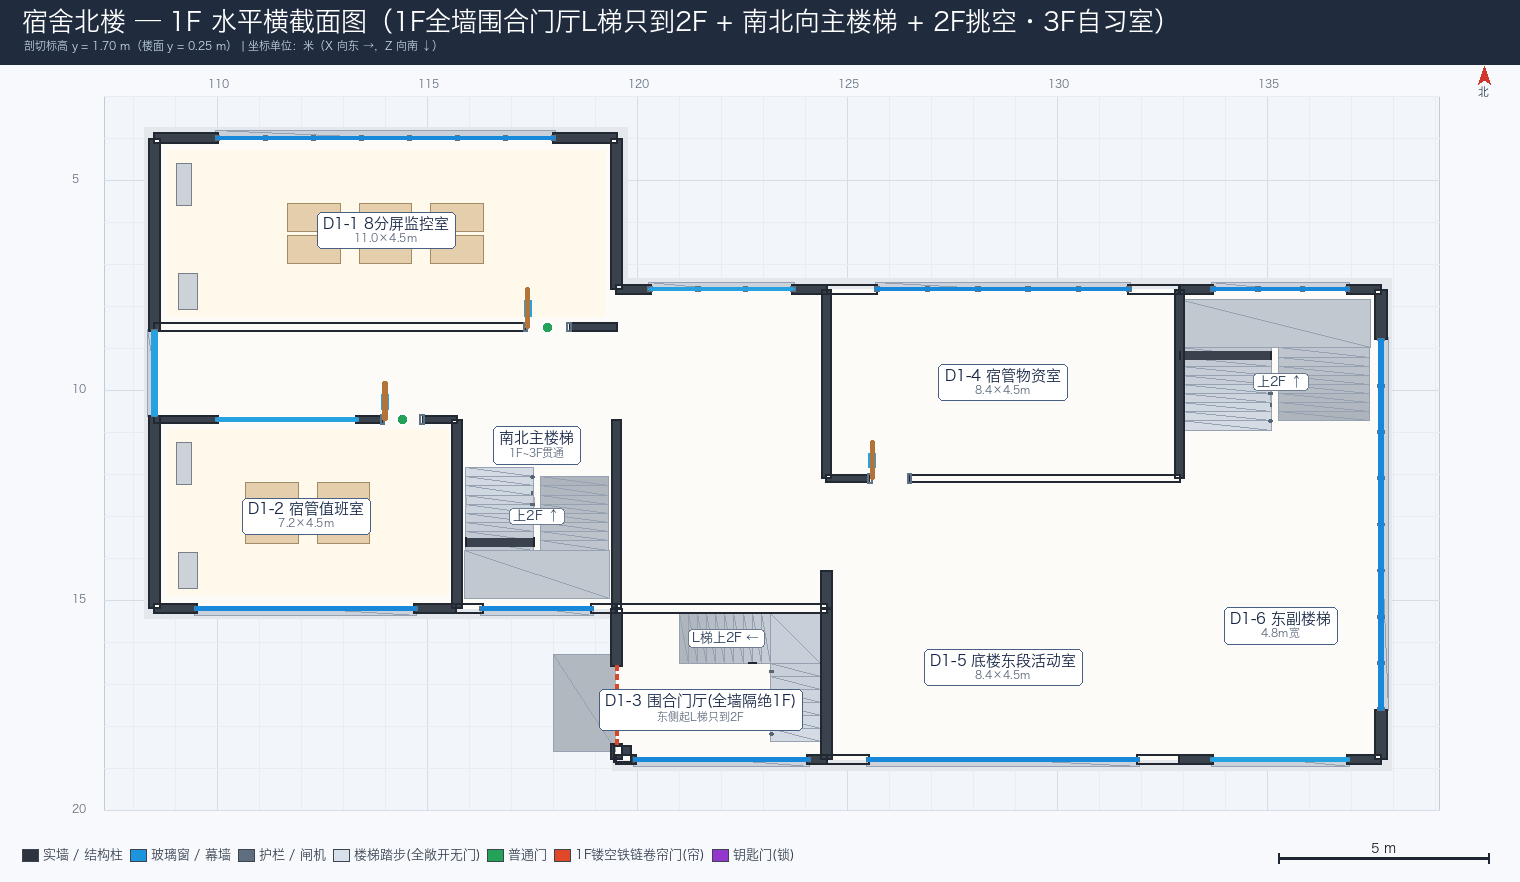 宿舍北楼 — 1F 水平横截面图（1F全墙围合门厅L梯只到2F + 南北向主楼梯 + 2F挑空·3F自习室）
剖切标高 y = 1.70 m（楼面 y = 0.25 m） | 坐标单位：米（X 向东 →，Z 向南 ↓）
110 115 120 125 130 135
北
5
D1-1 8分屏监控室
11.0×4.5m
10
D1-4 宿管物资室
8.4×4.5m
上2F ↑
南北主楼梯
1F~3F贯通
D1-2 宿管值班室
7.2×4.5m
上2F ↑
15
L梯上2F ←
D1-6 东副楼梯
4.8m宽
D1-5 底楼东段活动室
8.4×4.5m
D1-3 围合门厅(全墙隔绝1F)
东侧起L梯只到2F
20
实墙 / 结构柱 玻璃窗 / 幕墙 护栏 / 闸机 楼梯踏步(全敞开无门) 普通门 1F镂空铁链卷帘门(帘) 钥匙门(锁)
5 m